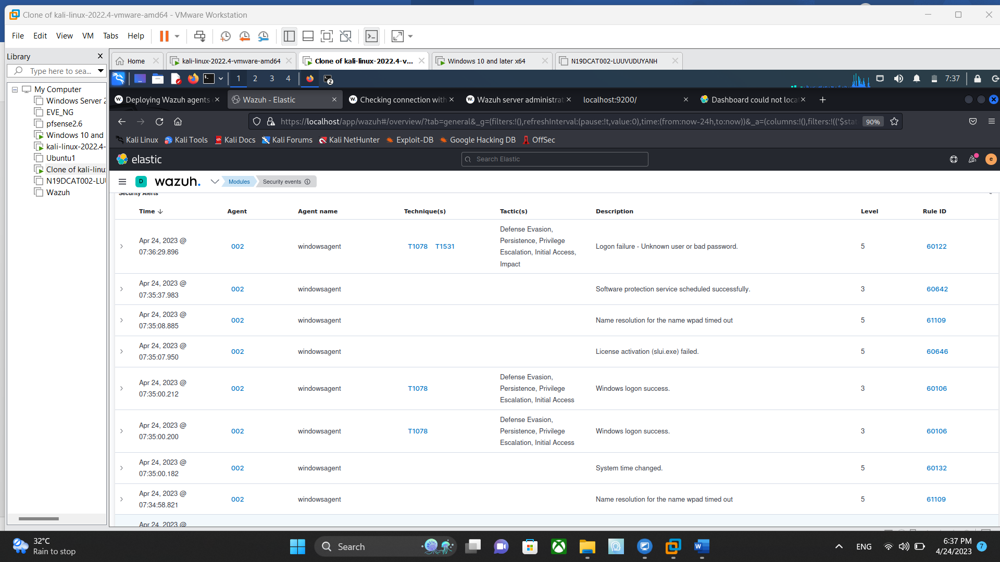 Clone of kali-linux-2022.4-vmware-amd64 - VMware Workstation
File Edit View VM Tabs Help
Library
Type here to sea...
My Computer
Windows Server 2
EVE_NG
pfsense2.6
Windows 10 and
kali-linux-2022.4-
Ubuntu1
Clone of kali-linu
N19DCAT002-LU
Wazuh
Home
kali-linux-2022.4-vmware-amd64
Clone of kali-linux-2022.4-v...
Windows 10 and later x64
N19DCAT002-LUUVUDUYANH
1 2 3 4
2
7:37
Deploying Wazuh agents
Wazuh - Elastic
Checking connection with
Wazuh server administrat
localhost:9200/
Dashboard could not loca
https://localhost/app/wazuh#/overview/?tab=general&_g=(filters:!(),refreshInterval:(pause:!t,value:0),time:(from:now-24h,to:now))&_a=(columns:!(),filters:!(('$stat
90%
Kali Linux Kali Tools Kali Docs Kali Forums Kali NetHunter Exploit-DB Google Hacking DB OffSec
elastic
Search Elastic
e
D
wazuh.
Modules
Security events
Security Alerts
Time Agent Agent name Technique(s) Tactic(s) Description Level Rule ID
Apr 24, 2023 @
07:36:29.896
002 windowsagent T1078 T1531
Defense Evasion,
Persistence, Privilege
Escalation, Initial Access,
Impact
Logon failure - Unknown user or bad password. 5 60122
Apr 24, 2023 @
07:35:37.983
002 windowsagent Software protection service scheduled successfully. 3 60642
Apr 24, 2023 @
07:35:08.885
002 windowsagent Name resolution for the name wpad timed out 5 61109
Apr 24, 2023 @
07:35:07.950
002 windowsagent License activation (slui.exe) failed. 5 60646
Apr 24, 2023 @
07:35:00.212
002 windowsagent T1078
Defense Evasion,
Persistence, Privilege
Escalation, Initial Access
Windows logon success. 3 60106
Apr 24, 2023 @
07:35:00.200
002 windowsagent T1078
Defense Evasion,
Persistence, Privilege
Escalation, Initial Access
Windows logon success. 3 60106
Apr 24, 2023 @
07:35:00.182
002 windowsagent System time changed. 5 60132
Apr 24, 2023 @
07:34:58.821
002 windowsagent Name resolution for the name wpad timed out 5 61109
Apr 24, 2023 @
32°C
Rain to stop
Search
ENG
6:37 PM
4/24/2023
7